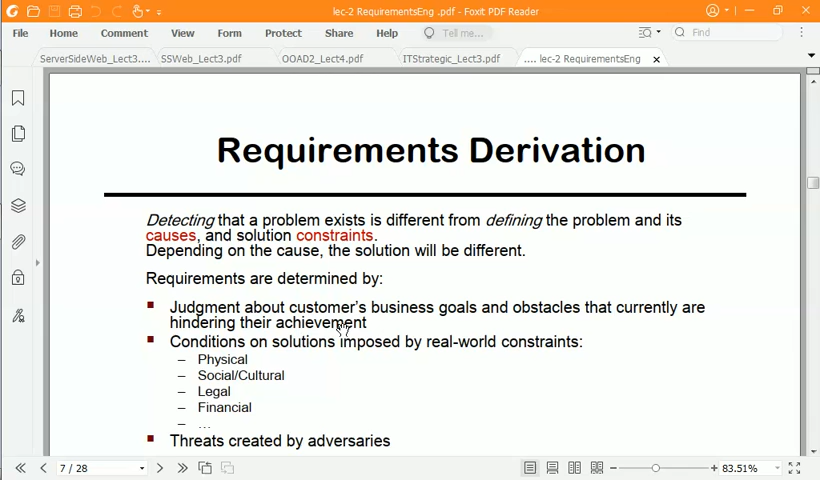 lec-2 RequirementsEng .pdf - Foxit PDF Reader
File Home Comment View Form Protect Share Help Tell me... Find
ServerSideWeb_Lect3.... SSWeb_Lect3.pdf OOAD2_Lect4.pdf ITStrategic_Lect3.pdf .... lec-2 RequirementsEng
Requirements Derivation
Detecting that a problem exists is different from defining the problem and its
causes, and solution constraints.
Depending on the cause, the solution will be different.
Requirements are determined by:
Judgment about customer's business goals and obstacles that currently are
hindering their achievement
Conditions on solutions imposed by real-world constraints:
– Physical
– Social/Cultural
– Legal
– Financial
– ...
Threats created by adversaries
7 / 28 83.51%